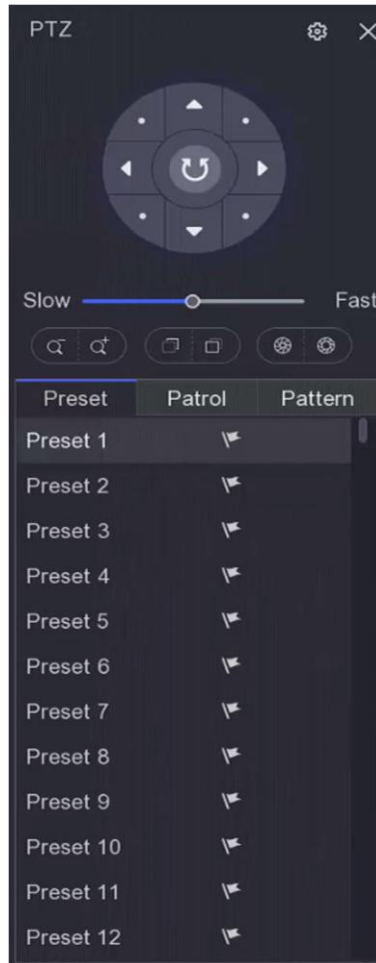 PTZ
Slow Fast
Preset Patrol Pattern
Preset 1
Preset 2
Preset 3
Preset 4
Preset 5
Preset 6
Preset 7
Preset 8
Preset 9
Preset 10
Preset 11
Preset 12